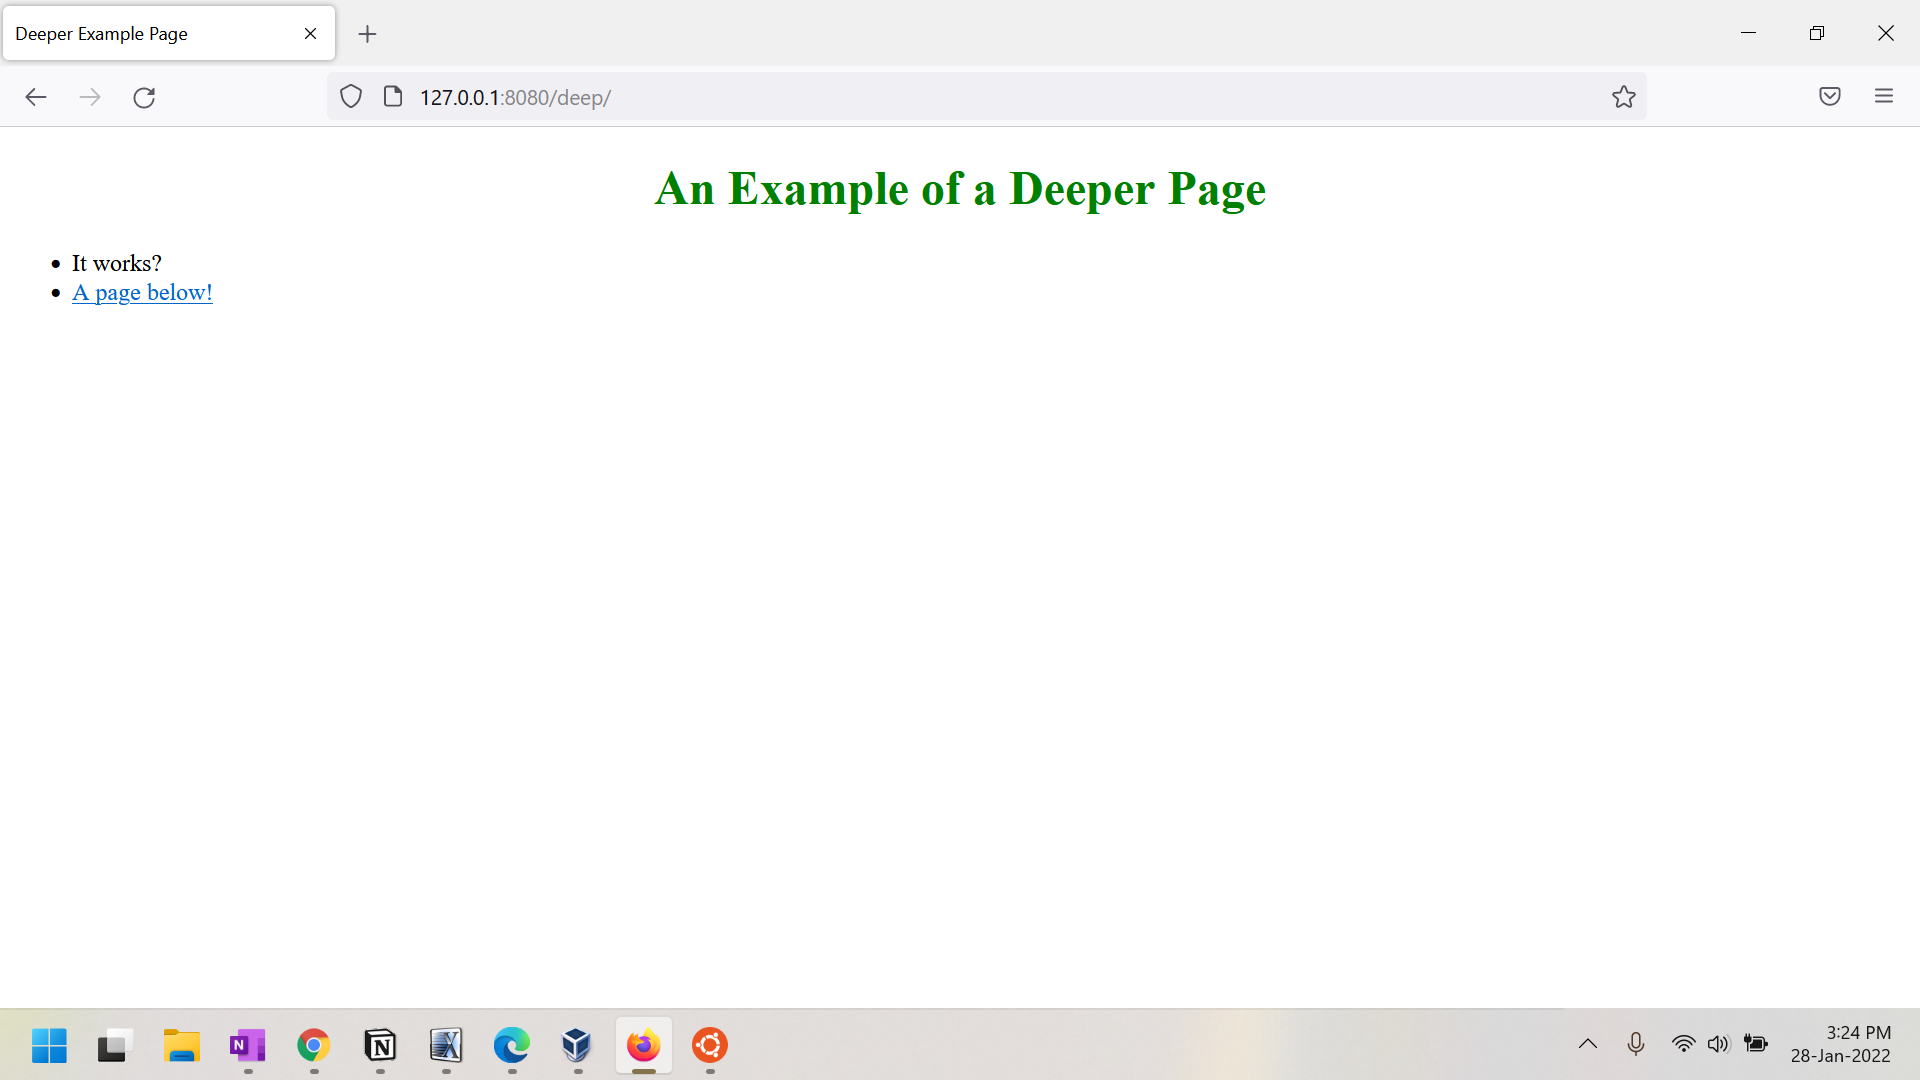 Deeper Example Page
127.0.0.1:8080/deep/
An Example of a Deeper Page
It works?
A page below!
3:24 PM
28-Jan-2022